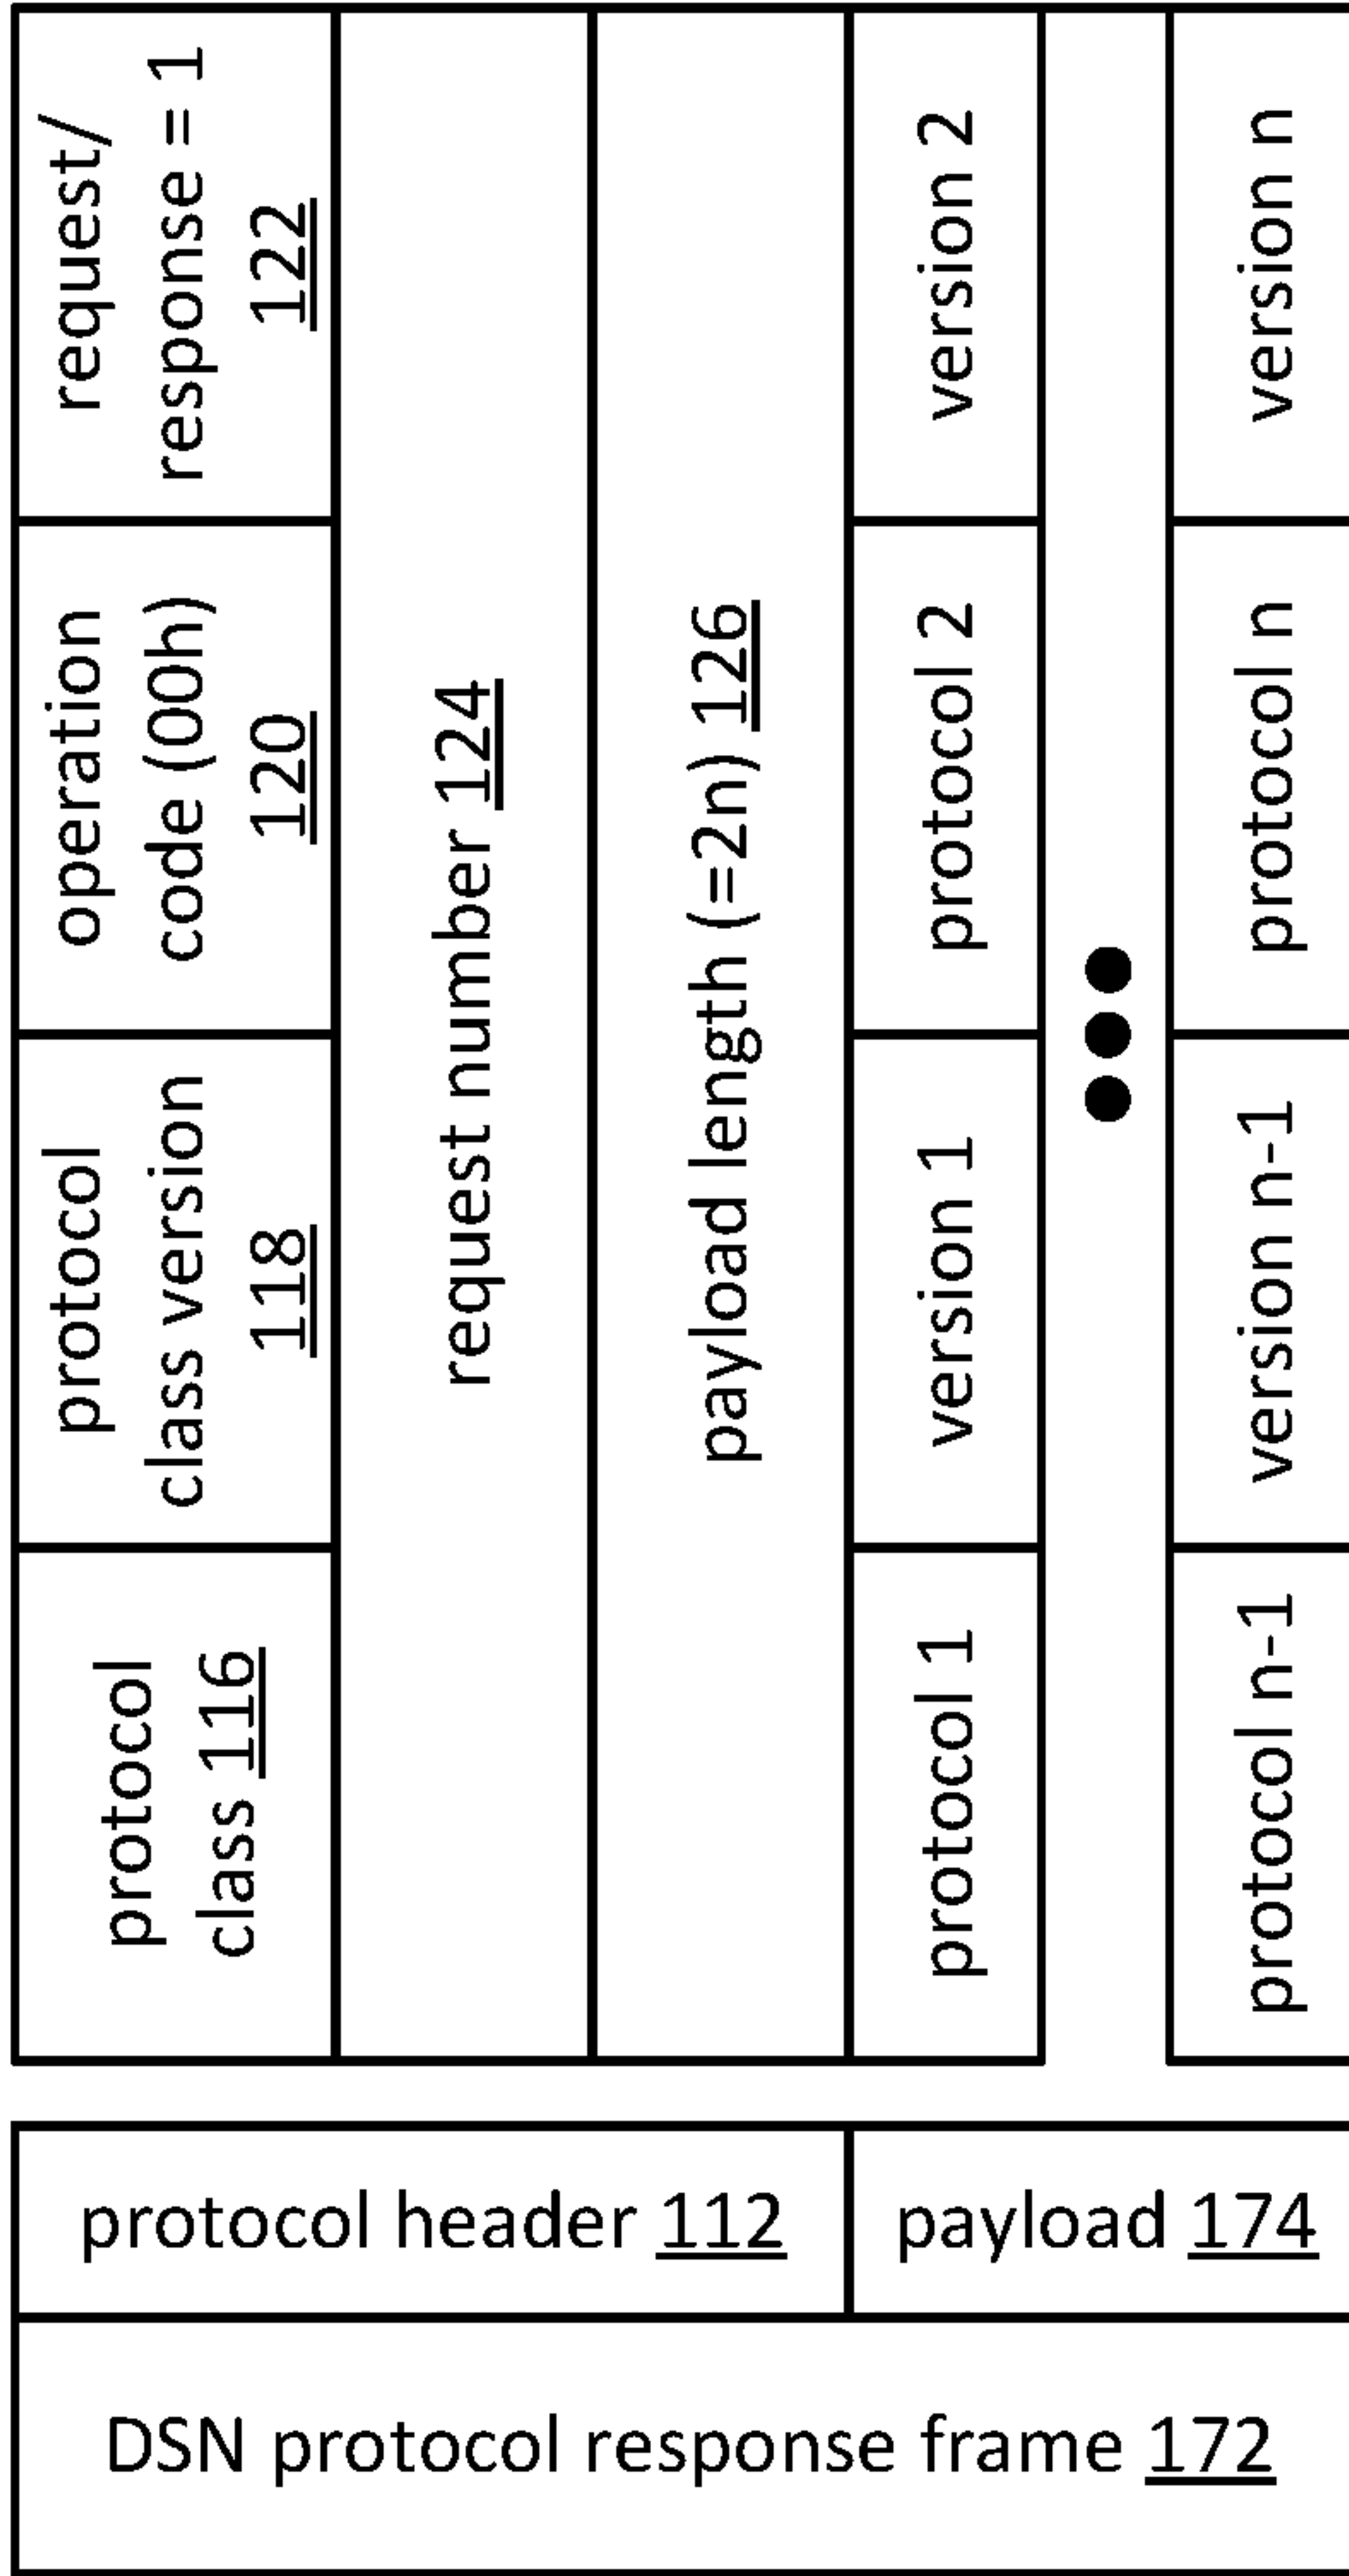 protocol
class 116
protocol
class version
118
operation
code (00h)
120
request/
response = 1
122
request number 124
payload length (=2n) 126
protocol 1
version 1
protocol 2
version 2
protocol n-1
version n-1
protocol n
version n
protocol header 112
payload 174
DSN protocol response frame 172